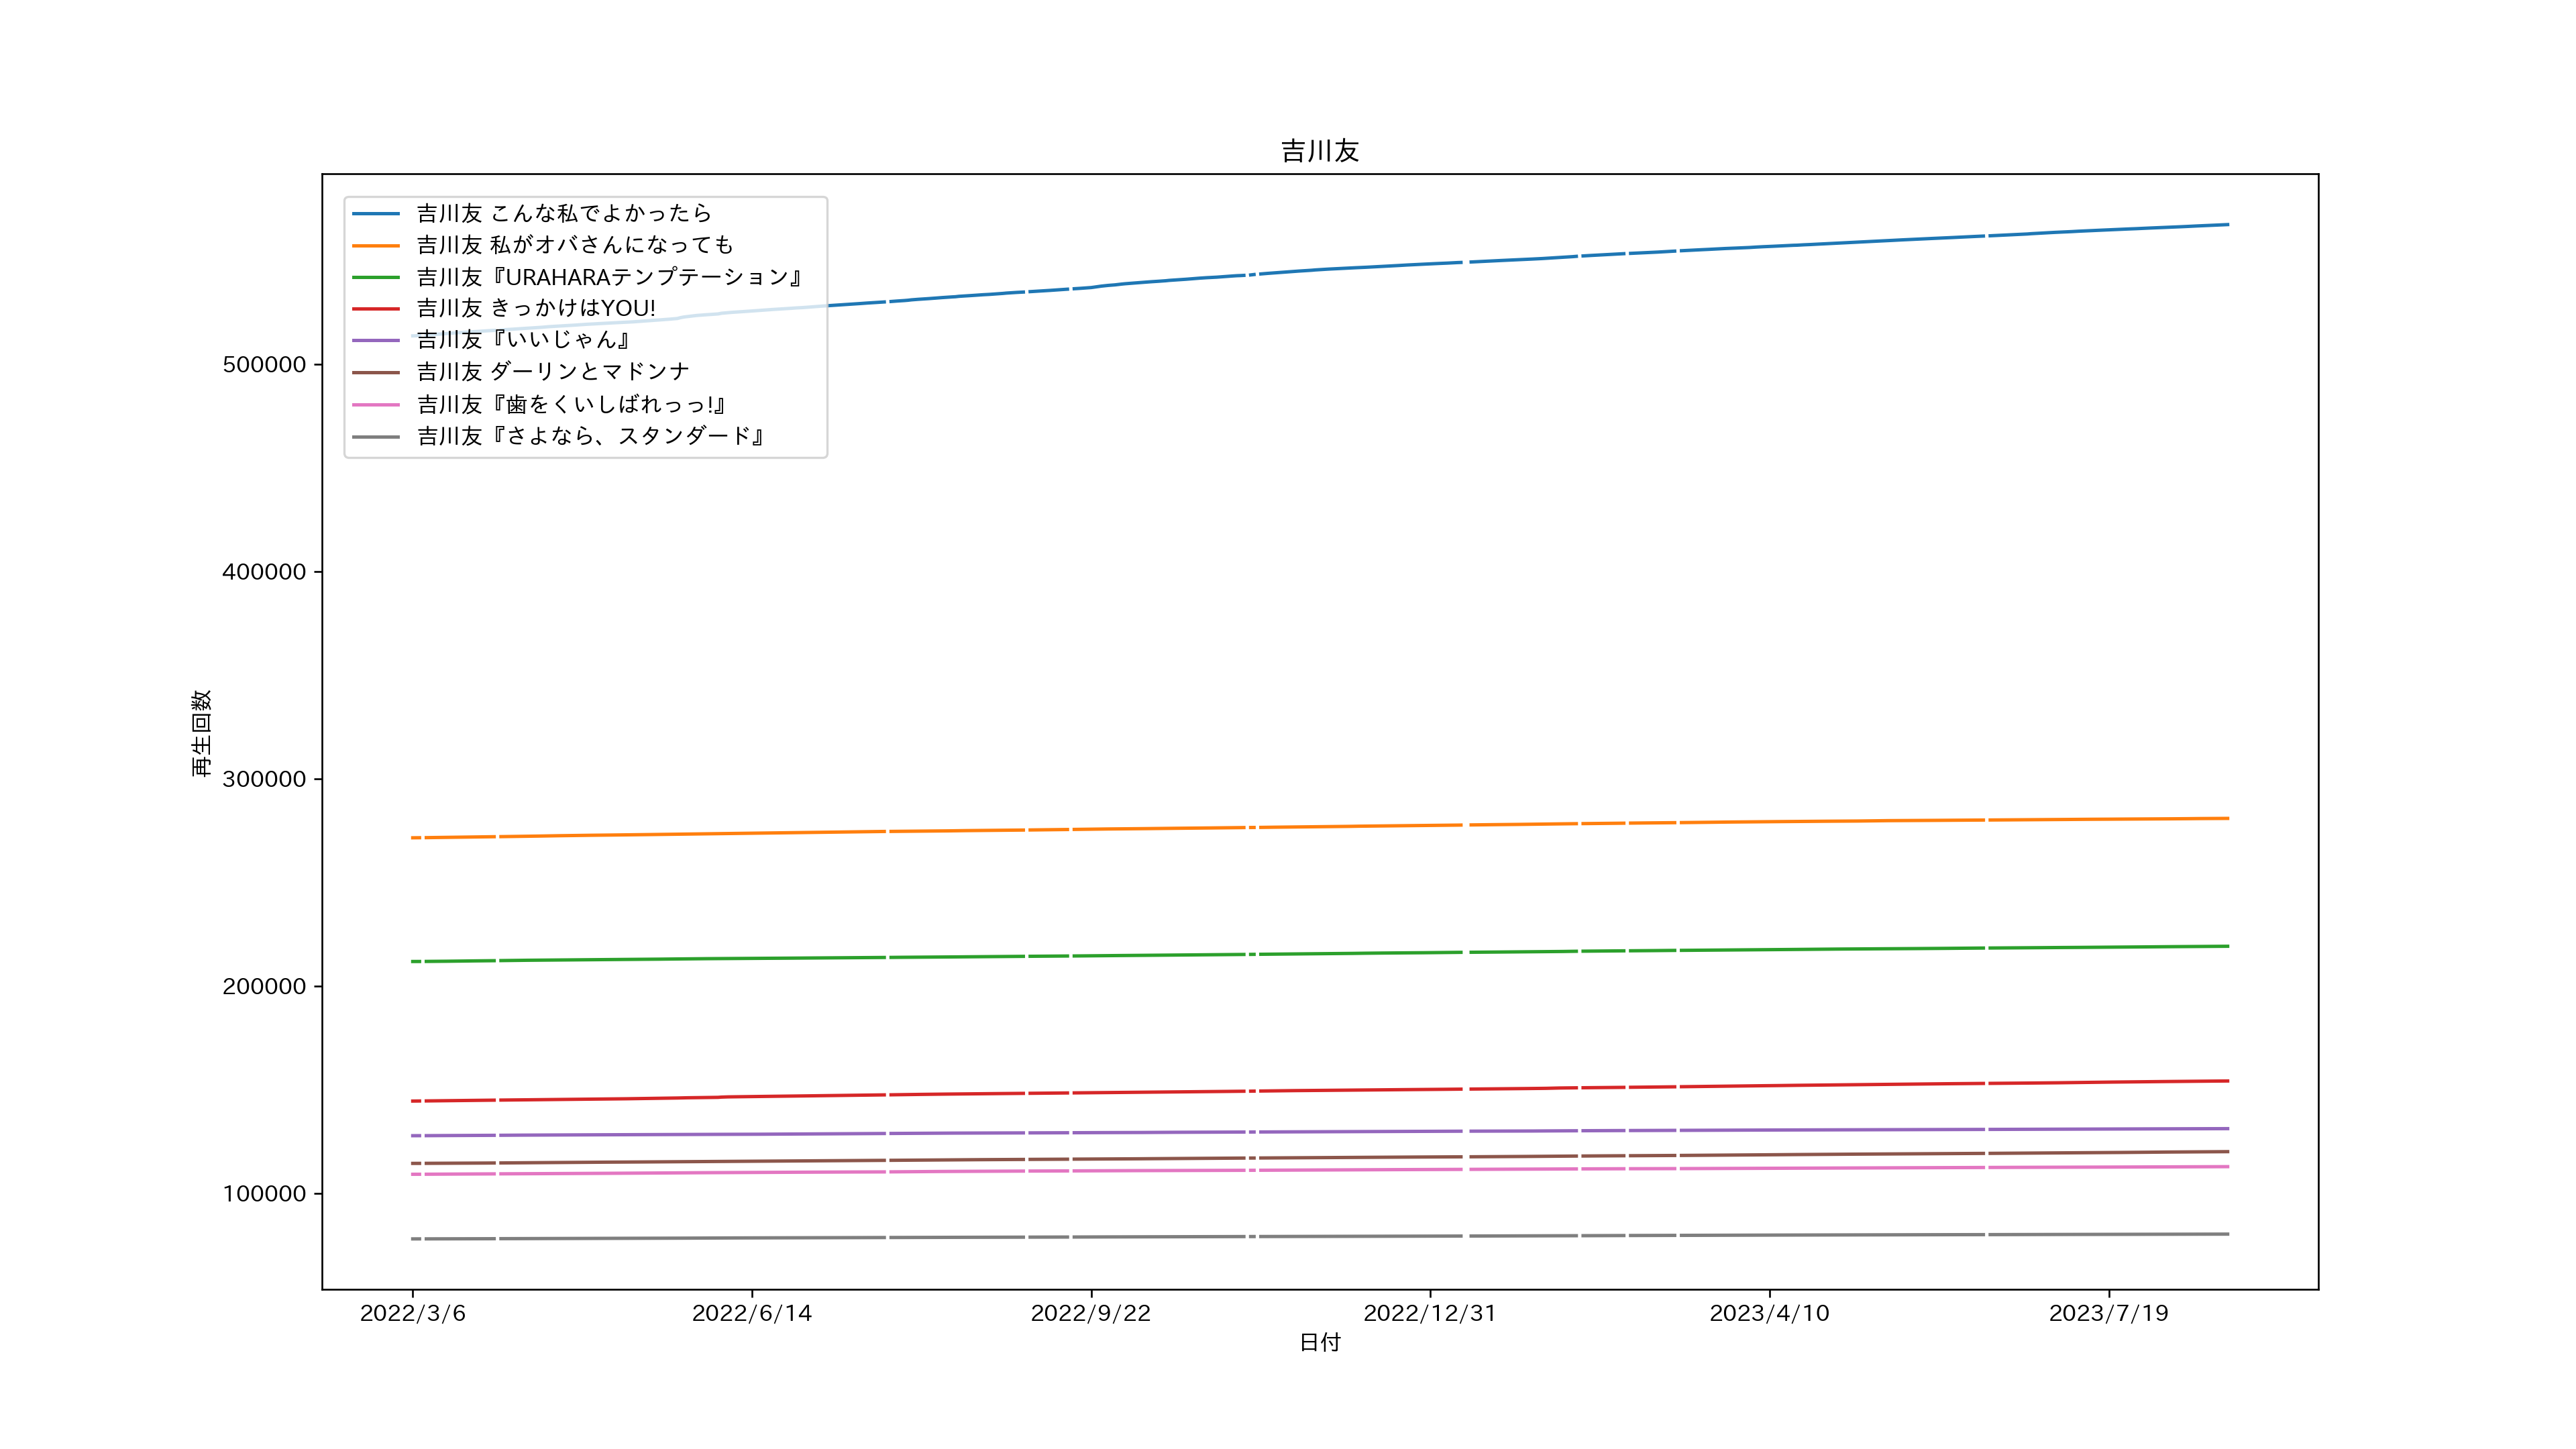 吉川友
吉川友 こんな私でよかったら
吉川友 私がオバさんになっても
吉川友『URAHARAテンプテーション』
吉川友 きっかけはYOU!
吉川友『いいじゃん』
吉川友 ダーリンとマドンナ
吉川友『歯をくいしばれっっ!』
吉川友『さよなら、スタンダード』
500000
400000
300000
200000
100000
再生回数
2022/3/6
2022/6/14
2022/9/22
2022/12/31
2023/4/10
2023/7/19
日付